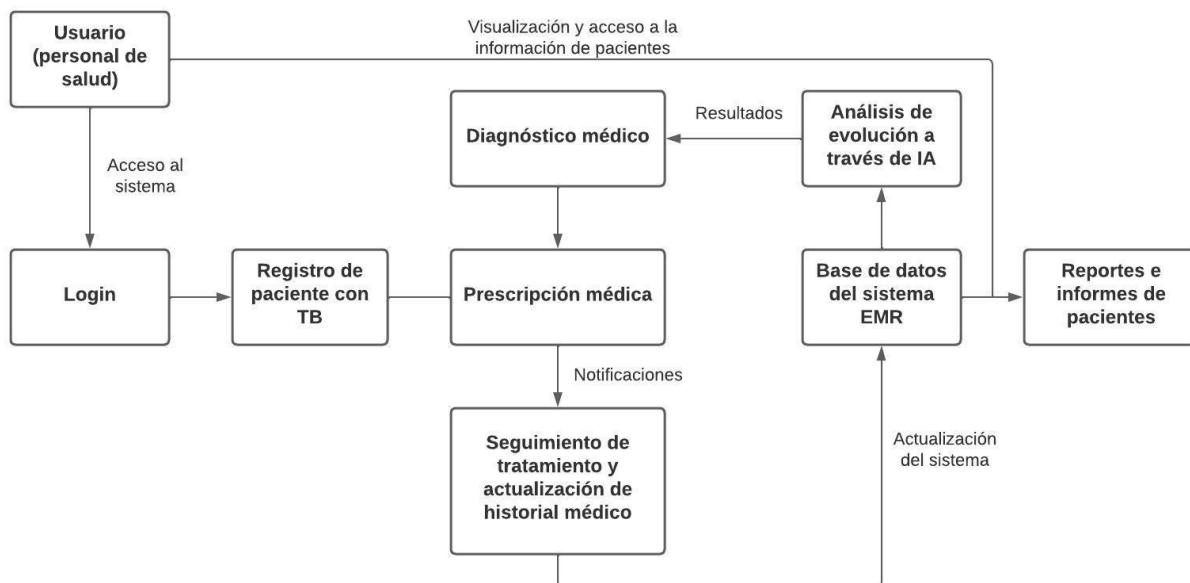 Usuario
(personal de
salud)
Visualización y acceso a la
información de pacientes
Diagnóstico médico
Resultados
Análisis de
evolución a
través de IA
Acceso al
sistema
Login
Registro de
paciente con
TB
Prescripción médica
Base de datos
del sistema
EMR
Reportes e
informes de
pacientes
Notificaciones
Seguimiento de
tratamiento y
actualización de
historial médico
Actualización
del sistema